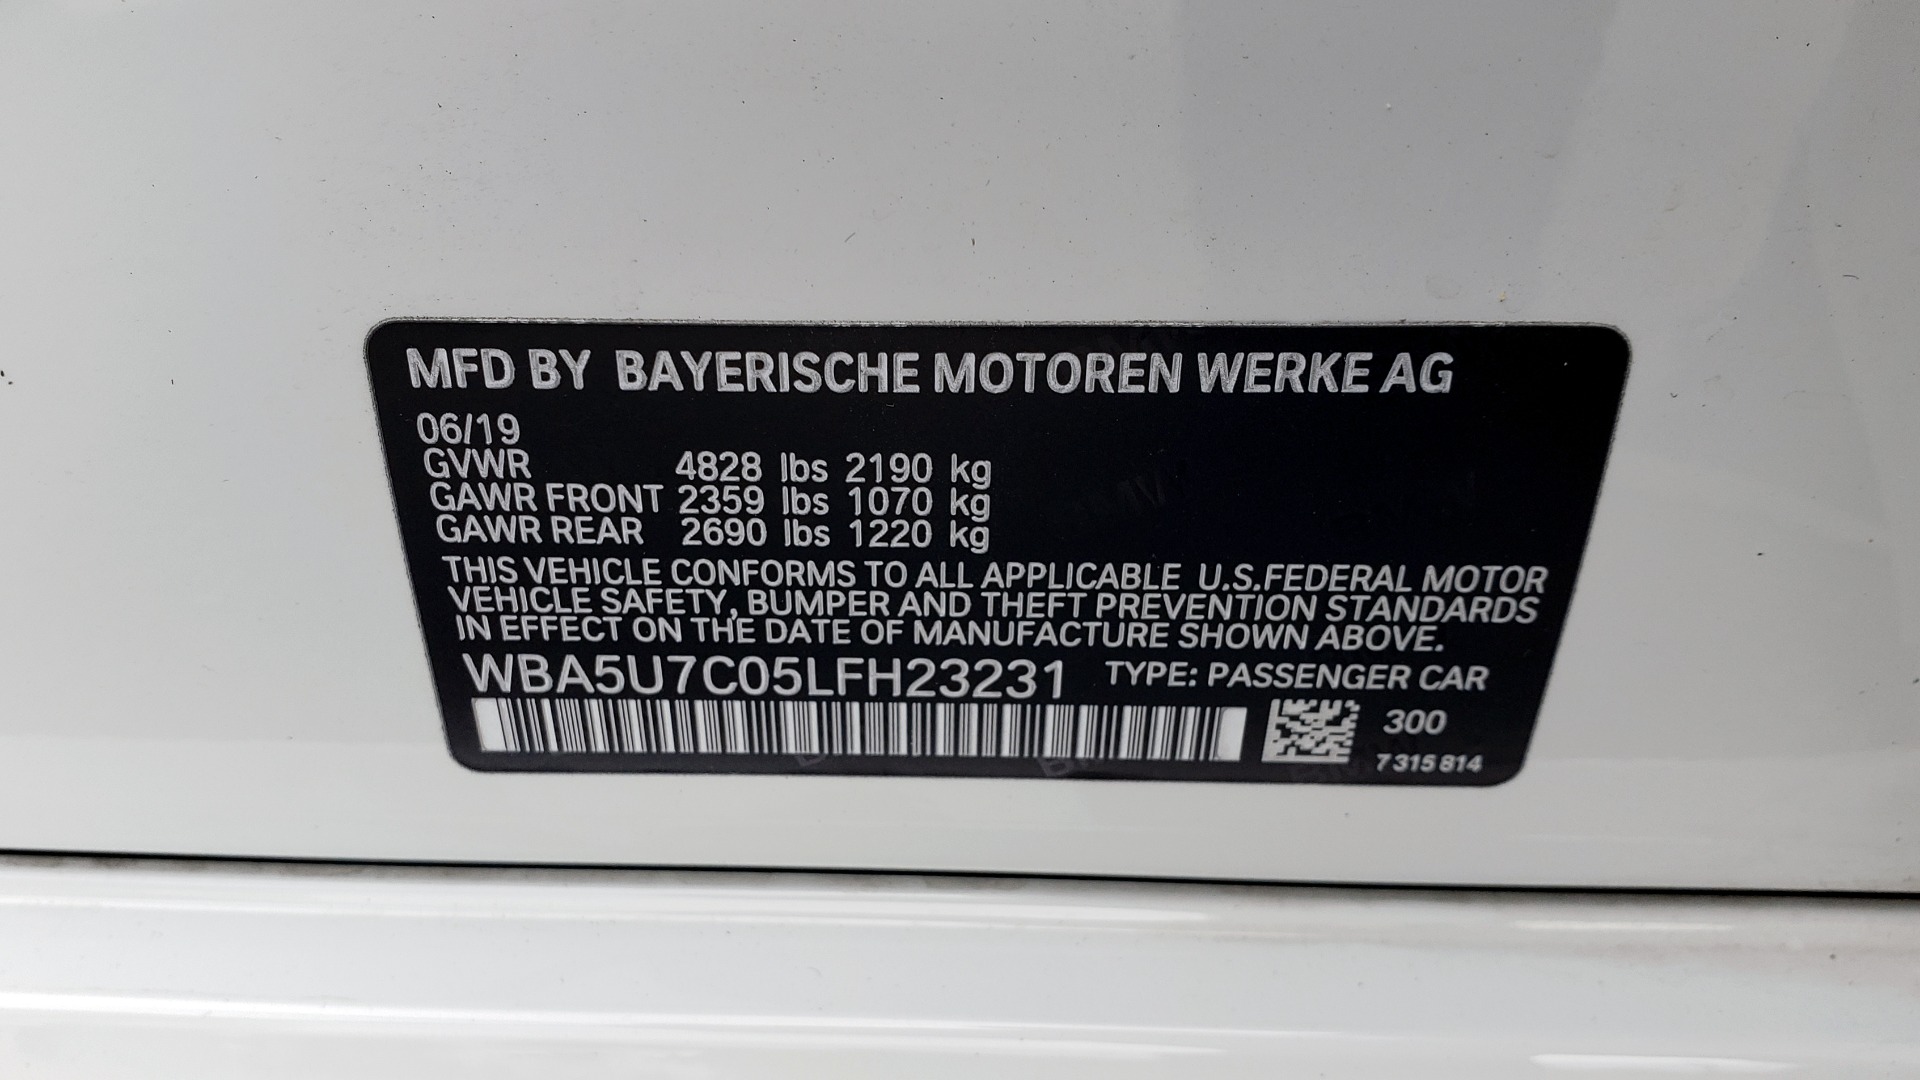 MFD BY BAYERISCHE MOTOREN WERKE AG
06/19
GVWR 4828 lbs 2190 kg
GAWR FRONT 2359 lbs 1070 kg
GAWR REAR 2690 lbs 1220 kg
THIS VEHICLE CONFORMS TO ALL APPLICABLE U.S.FEDERAL MOTOR
VEHICLE SAFETY, BUMPER AND THEFT PREVENTION STANDARDS
IN EFFECT ON THE DATE OF MANUFACTURE SHOWN ABOVE.
WBA5U7C05LFH23231 TYPE: PASSENGER CAR
300
7 315 814